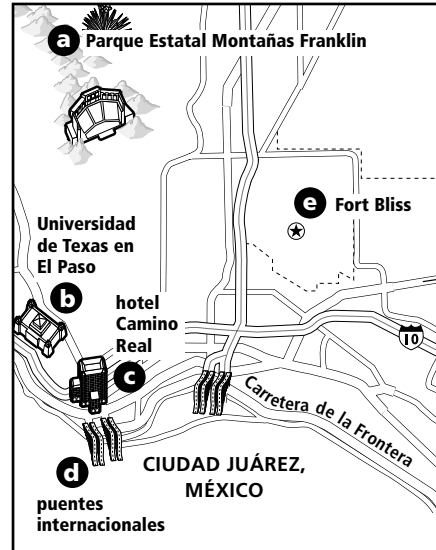 a Parque Estatal Montañas Franklin
e Fort Bliss
Universidad
de Texas en
El Paso
b
hotel
Camino
Real
c
10
Carretera de la Frontera
d
CIUDAD JUÁREZ,
MÉXICO
puentes
internacionales